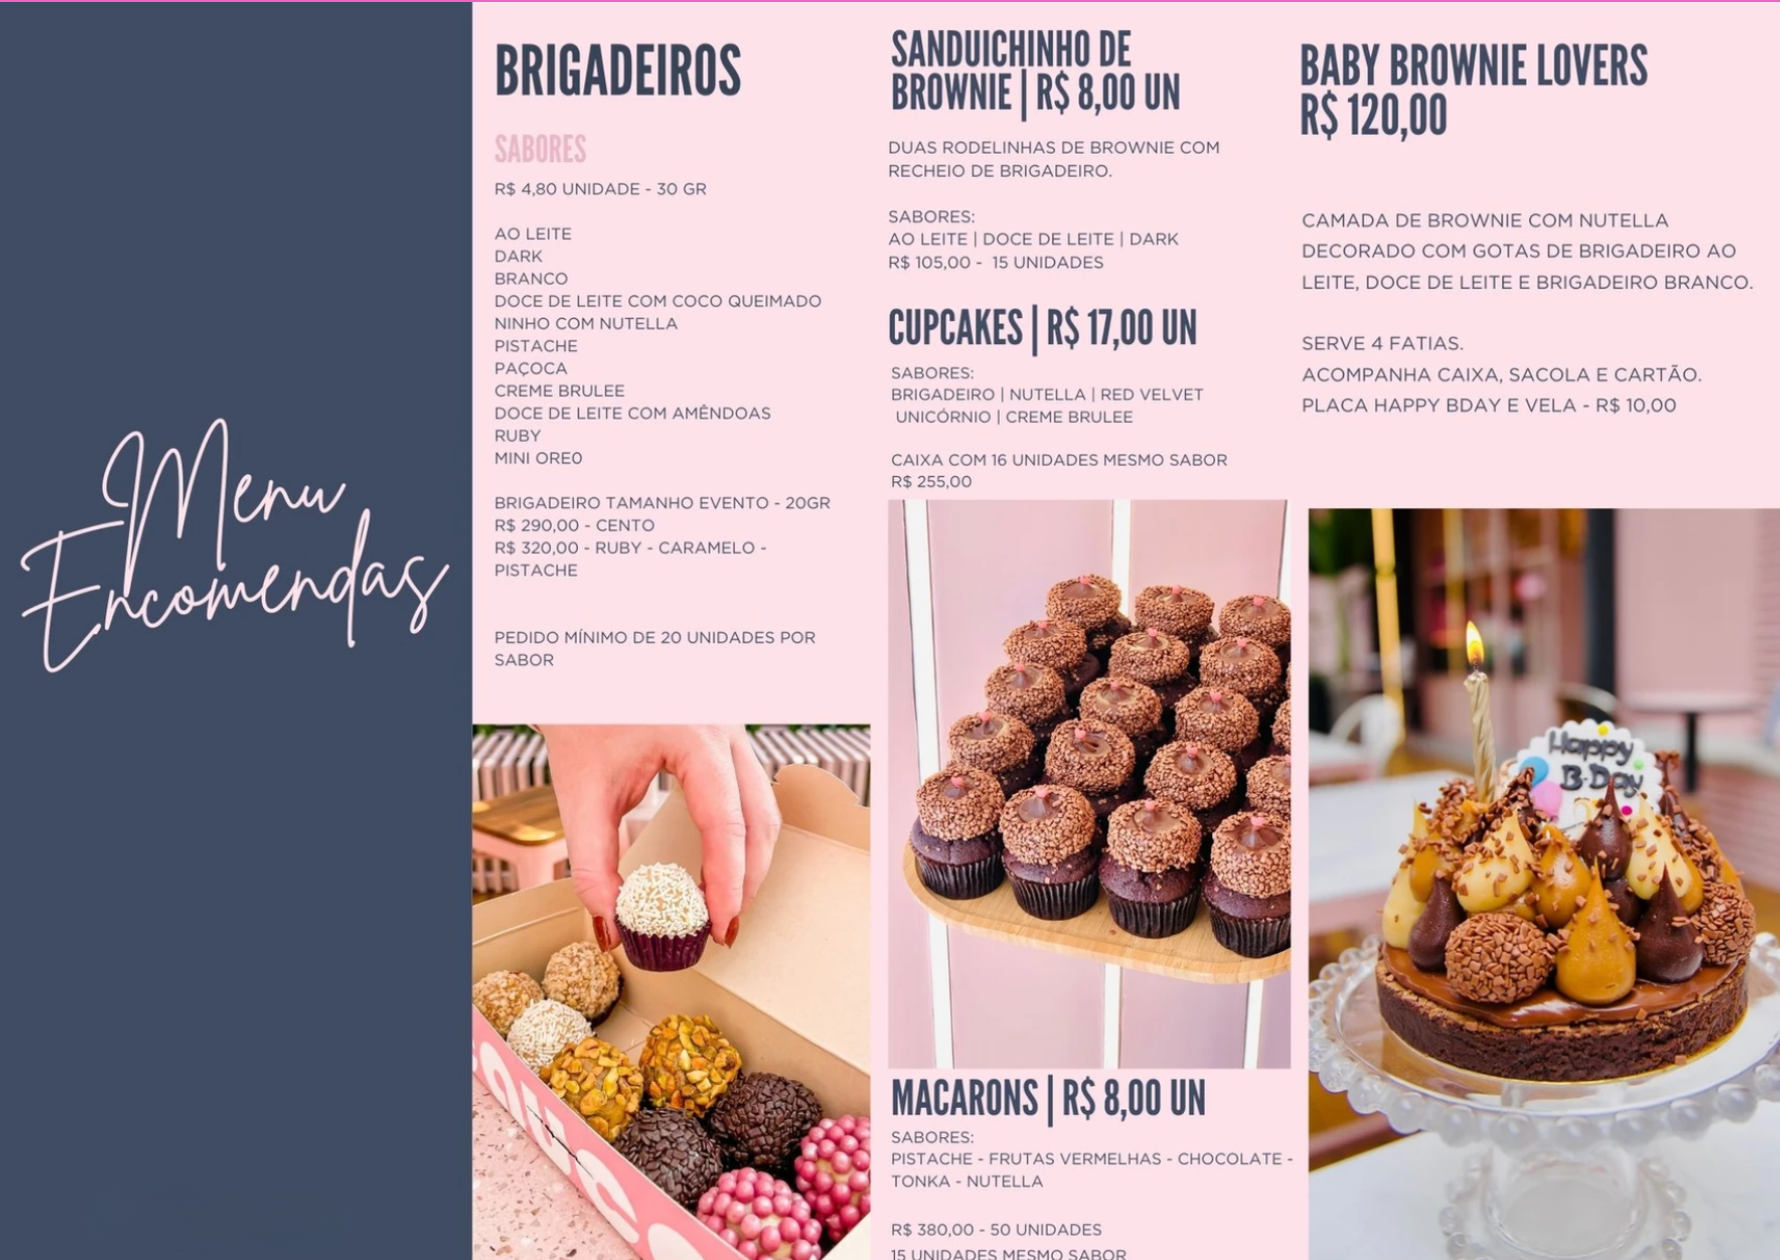 Menu
Encomendas
BRIGADEIROS
SABORES
R$ 4,80 UNIDADE - 30 GR
AO LEITE
DARK
BRANCO
DOCE DE LEITE COM COCO QUEIMADO
NINHO COM NUTELLA
PISTACHE
PAÇOCA
CREME BRULEE
DOCE DE LEITE COM AMÊNDOAS
RUBY
MINI ORE0
BRIGADEIRO TAMANHO EVENTO - 20GR
R$ 290,00 - CENTO
R$ 320,00 - RUBY - CARAMELO -
PISTACHE
PEDIDO MÍNIMO DE 20 UNIDADES POR
SABOR
SANDUICHINHO DE
BROWNIE | R$ 8,00 UN
DUAS RODELINHAS DE BROWNIE COM
RECHEIO DE BRIGADEIRO.
SABORES:
AO LEITE | DOCE DE LEITE | DARK
R$ 105,00 - 15 UNIDADES
CUPCAKES | R$ 17,00 UN
SABORES:
BRIGADEIRO | NUTELLA | RED VELVET
UNICÓRNIO | CREME BRULEE
CAIXA COM 16 UNIDADES MESMO SABOR
R$ 255,00
MACARONS | R$ 8,00 UN
SABORES:
PISTACHE - FRUTAS VERMELHAS - CHOCOLATE -
TONKA - NUTELLA
R$ 380,00 - 50 UNIDADES
15 UNIDADES MESMO SABOR
BABY BROWNIE LOVERS
R$ 120,00
CAMADA DE BROWNIE COM NUTELLA
DECORADO COM GOTAS DE BRIGADEIRO AO
LEITE, DOCE DE LEITE E BRIGADEIRO BRANCO.
SERVE 4 FATIAS.
ACOMPANHA CAIXA, SACOLA E CARTÃO.
PLACA HAPPY BDAY E VELA - R$ 10,00
Happy
B-Day